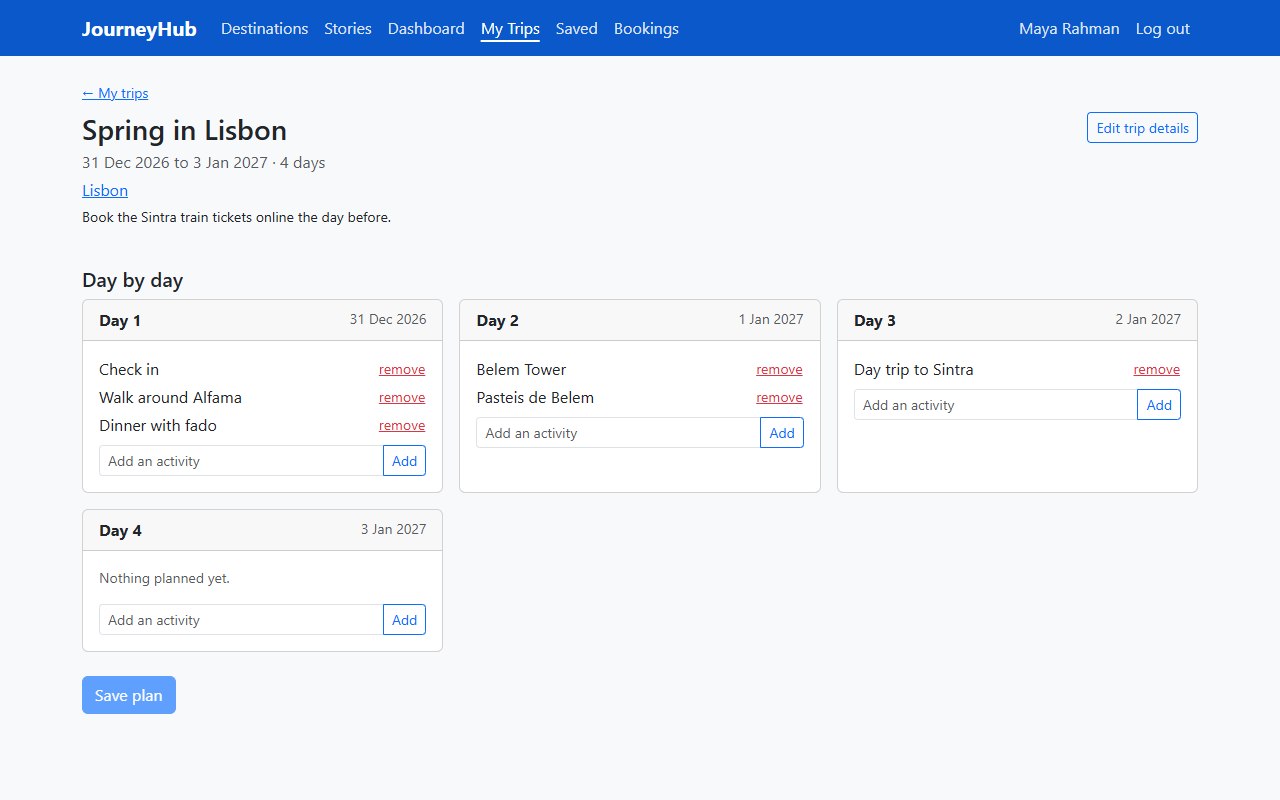 JourneyHub Destinations Stories Dashboard My Trips Saved Bookings Maya Rahman Log out
← My trips
Spring in Lisbon
Edit trip details
31 Dec 2026 to 3 Jan 2027 · 4 days
Lisbon
Book the Sintra train tickets online the day before.
Day by day
Day 1 31 Dec 2026
Check in remove
Walk around Alfama remove
Dinner with fado remove
Add an activity Add
Day 2 1 Jan 2027
Belem Tower remove
Pasteis de Belem remove
Add an activity Add
Day 3 2 Jan 2027
Day trip to Sintra remove
Add an activity Add
Day 4 3 Jan 2027
Nothing planned yet.
Add an activity Add
Save plan